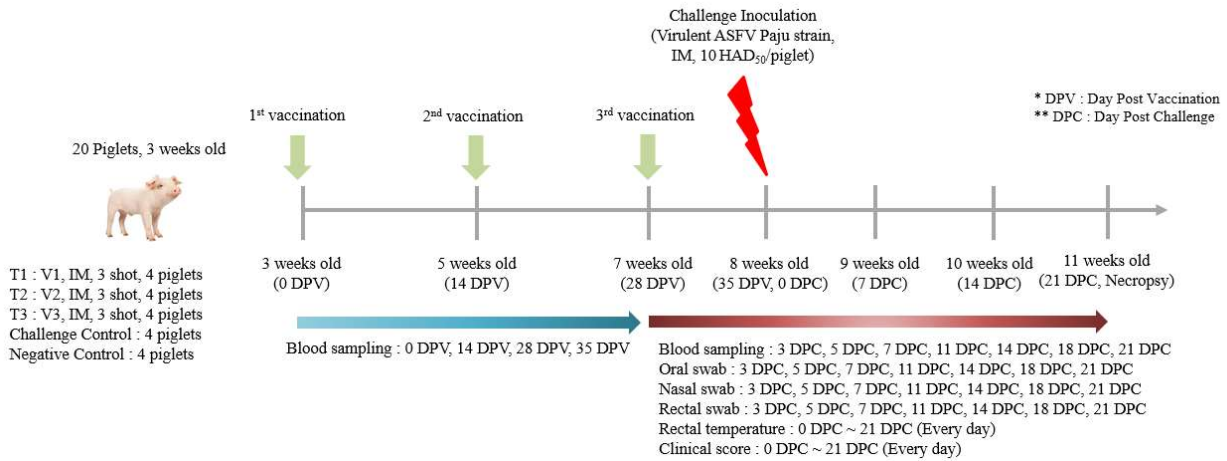 Challenge Inoculation
(Virulent ASFV Paju strain,
IM, 10 HAD50/piglet)
* DPV : Day Post Vaccination
** DPC : Day Post Challenge
1st vaccination
2nd vaccination
3rd vaccination
20 Piglets, 3 weeks old
T1 : V1, IM, 3 shot, 4 piglets
T2 : V2, IM, 3 shot, 4 piglets
T3 : V3, IM, 3 shot, 4 piglets
Challenge Control : 4 piglets
Negative Control : 4 piglets
3 weeks old
(0 DPV)
5 weeks old
(14 DPV)
7 weeks old
(28 DPV)
8 weeks old
(35 DPV, 0 DPC)
9 weeks old
(7 DPC)
10 weeks old
(14 DPC)
11 weeks old
(21 DPC, Necropsy)
Blood sampling : 0 DPV, 14 DPV, 28 DPV, 35 DPV
Blood sampling : 3 DPC, 5 DPC, 7 DPC, 11 DPC, 14 DPC, 18 DPC, 21 DPC
Oral swab : 3 DPC, 5 DPC, 7 DPC, 11 DPC, 14 DPC, 18 DPC, 21 DPC
Nasal swab : 3 DPC, 5 DPC, 7 DPC, 11 DPC, 14 DPC, 18 DPC, 21 DPC
Rectal swab : 3 DPC, 5 DPC, 7 DPC, 11 DPC, 14 DPC, 18 DPC, 21 DPC
Rectal temperature : 0 DPC ~ 21 DPC (Every day)
Clinical score : 0 DPC ~ 21 DPC (Every day)